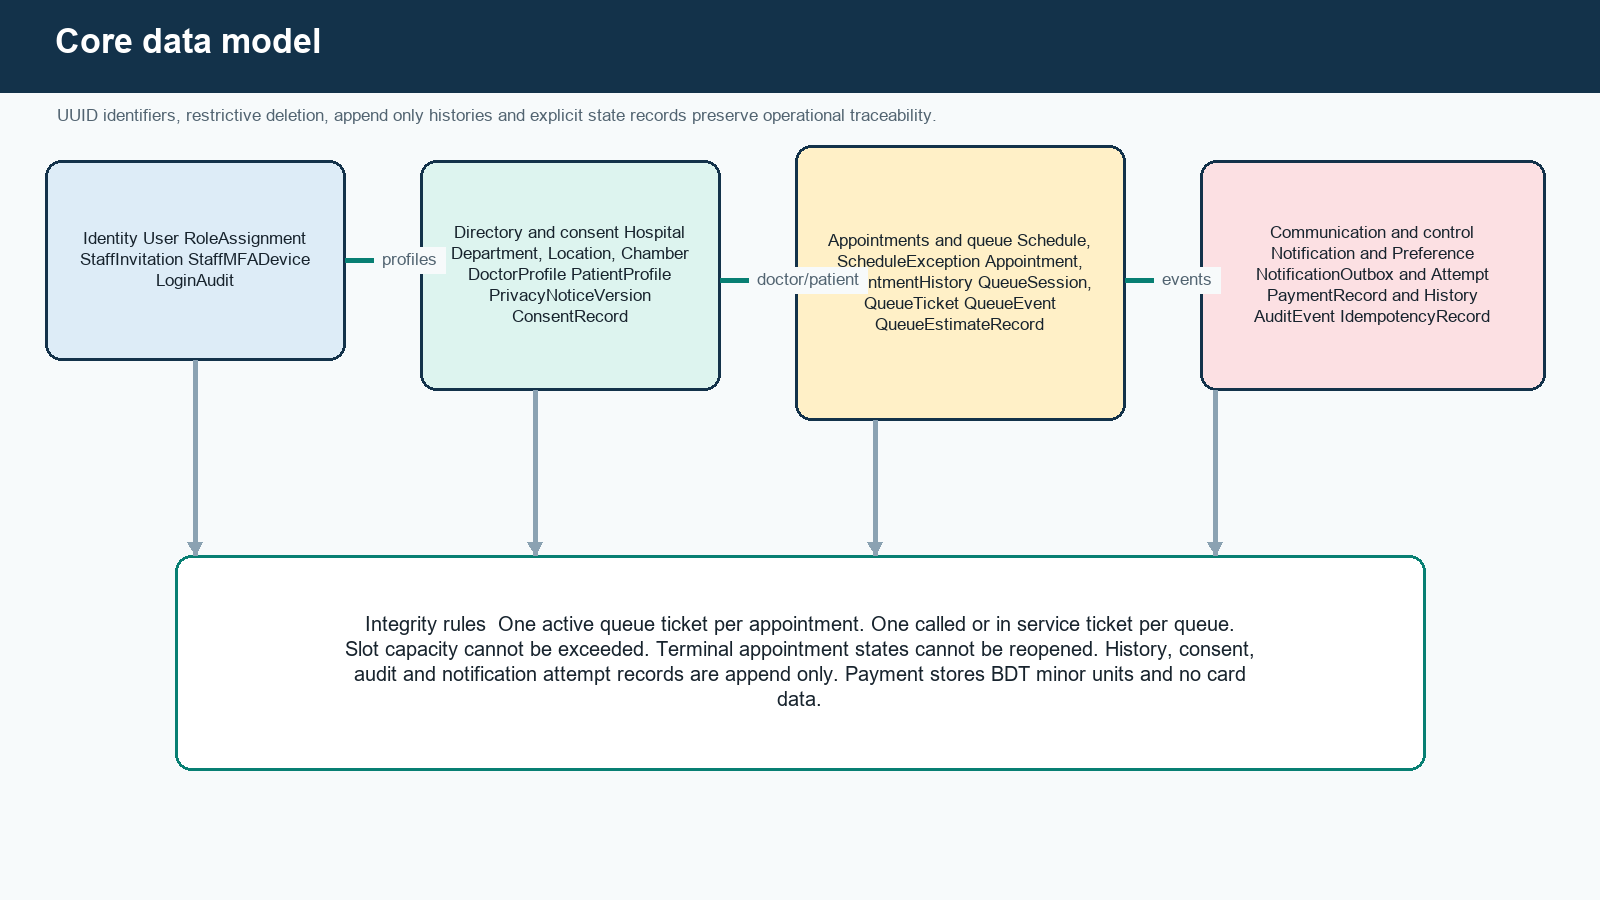 Core data model
UUID identifiers, restrictive deletion, append only histories and explicit state records preserve operational traceability.
Identity User RoleAssignment
StaffInvitation StaffMFADevice
LoginAudit
profiles
Directory and consent Hospital
Department, Location, Chamber
DoctorProfile PatientProfile
PrivacyNoticeVersion
ConsentRecord
doctor/patient
Appointments and queue Schedule,
ScheduleException Appointment,
ntmentHistory QueueSession,
QueueTicket QueueEvent
QueueEstimateRecord
events
Communication and control
Notification and Preference
NotificationOutbox and Attempt
PaymentRecord and History
AuditEvent IdempotencyRecord
Integrity rules  One active queue ticket per appointment. One called or in service ticket per queue.
Slot capacity cannot be exceeded. Terminal appointment states cannot be reopened. History, consent,
audit and notification attempt records are append only. Payment stores BDT minor units and no card
data.